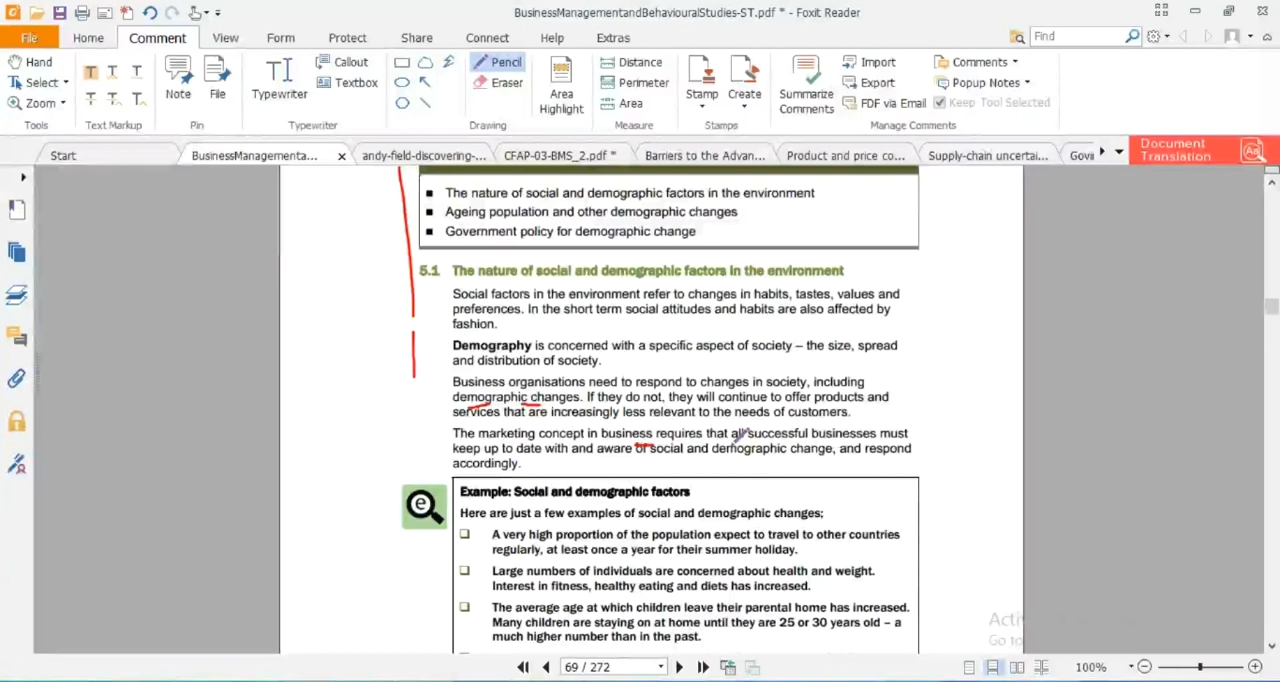 BusinessManagementandBehaviouralStudies-ST.pdf * - Foxit Reader
File Home Comment View Form Protect Share Connect Help Extras Find
Hand Select Zoom
Tools
T T T
T T T
Text Markup
Note File
Pin
Typewriter Callout Textbox
Typewriter
Pencil Eraser
Drawing
Area Highlight
Distance Perimeter Area
Measure
Stamp Create
Stamps
Summarize Comments
Import Export FDF via Email
Comments Popup Notes Keep Tool Selected
Manage Comments
Start BusinessManagementa... andy-field-discovering-... CFAP-03-BMS_2.pdf * Barriers to the Advan... Product and price co... Supply-chain uncertai... Govi
Document Translation
The nature of social and demographic factors in the environment
Ageing population and other demographic changes
Government policy for demographic change
5.1 The nature of social and demographic factors in the environment
Social factors in the environment refer to changes in habits, tastes, values and
preferences. In the short term social attitudes and habits are also affected by
fashion.
Demography is concerned with a specific aspect of society – the size, spread
and distribution of society.
Business organisations need to respond to changes in society, including
demographic changes. If they do not, they will continue to offer products and
services that are increasingly less relevant to the needs of customers.
The marketing concept in business requires that all successful businesses must
keep up to date with and aware of social and demographic change, and respond
accordingly.
e
Example: Social and demographic factors
Here are just a few examples of social and demographic changes;
A very high proportion of the population expect to travel to other countries
regularly, at least once a year for their summer holiday.
Large numbers of individuals are concerned about health and weight.
Interest in fitness, healthy eating and diets has increased.
The average age at which children leave their parental home has increased.
Many children are staying on at home until they are 25 or 30 years old – a
much higher number than in the past.
Go to
69 / 272
100%